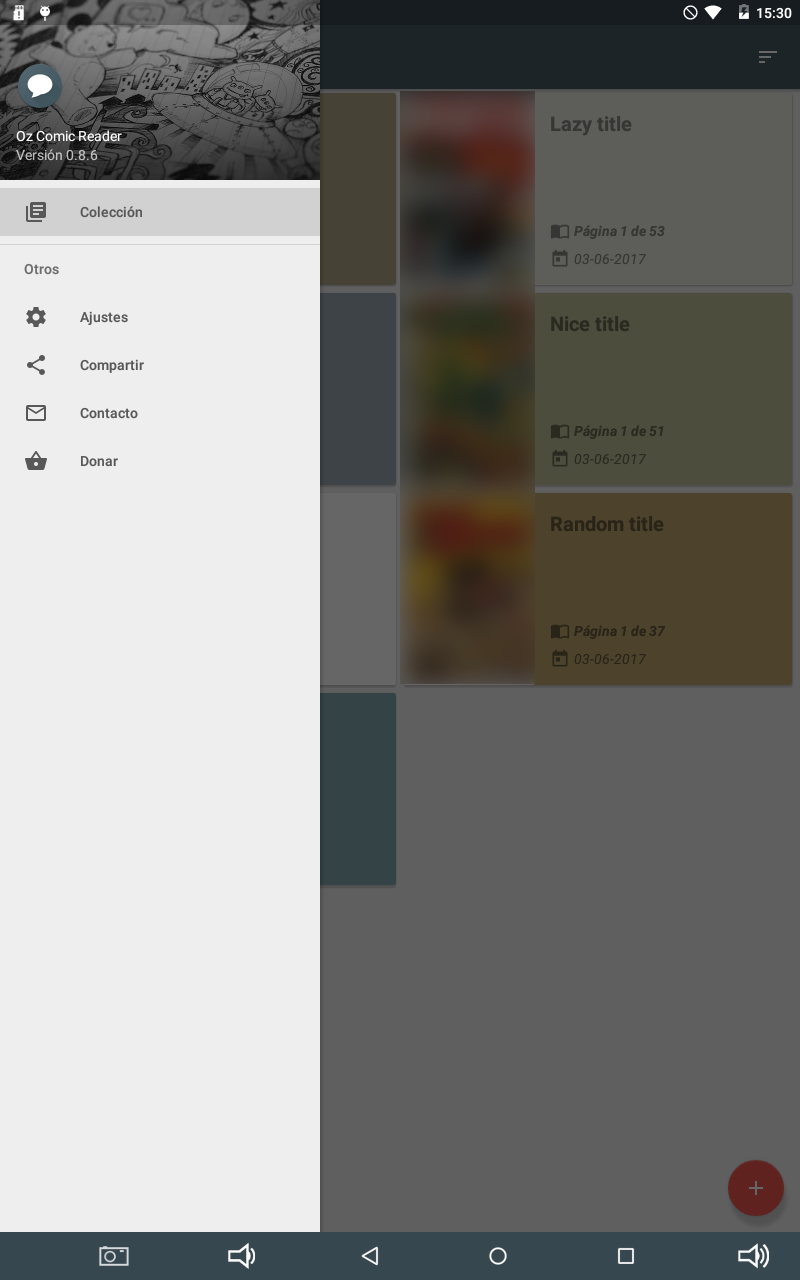 15:30
Oz Comic Reader
Versión 0.8.6
Colección
Otros
Ajustes
Compartir
Contacto
Donar
Lazy title
Página 1 de 53
03-06-2017
Nice title
Página 1 de 51
03-06-2017
Random title
Página 1 de 37
03-06-2017